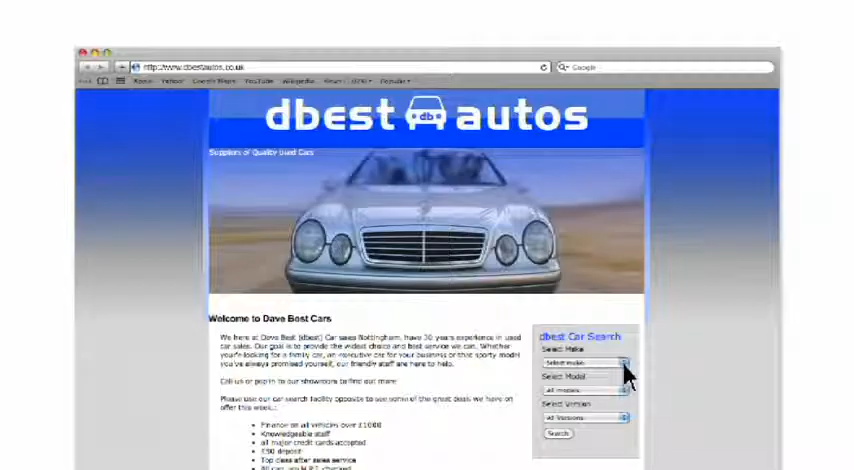 http://www.dbestautos.co.uk
Google
Yahoo! Google Maps YouTube Wikipedia Popular
dbest db autos
Suppliers of Quality Used Cars
Welcome to Dave Best Cars
We here at Dave Best (dbest) Car sales Nottingham, have 30 years experience in used
car sales. Our goal is to provide the widest choice and best service we can. Whether
you're looking for a family car, an executive car for your business or that sporty model
you've always promised yourself, our friendly staff are here to help.
Call us or pop in to our showroom to find out more
Please use our car search facility opposite to see some of the great deals we have on
offer this week.:
Finance on all vehicles over £1000
Knowledgeable staff
all major credit cards accepted
£90 deposit
Top class after sales service
dbest Car Search
Select Make
Select make
Select Model
All models
Select Version
All Versions
Search